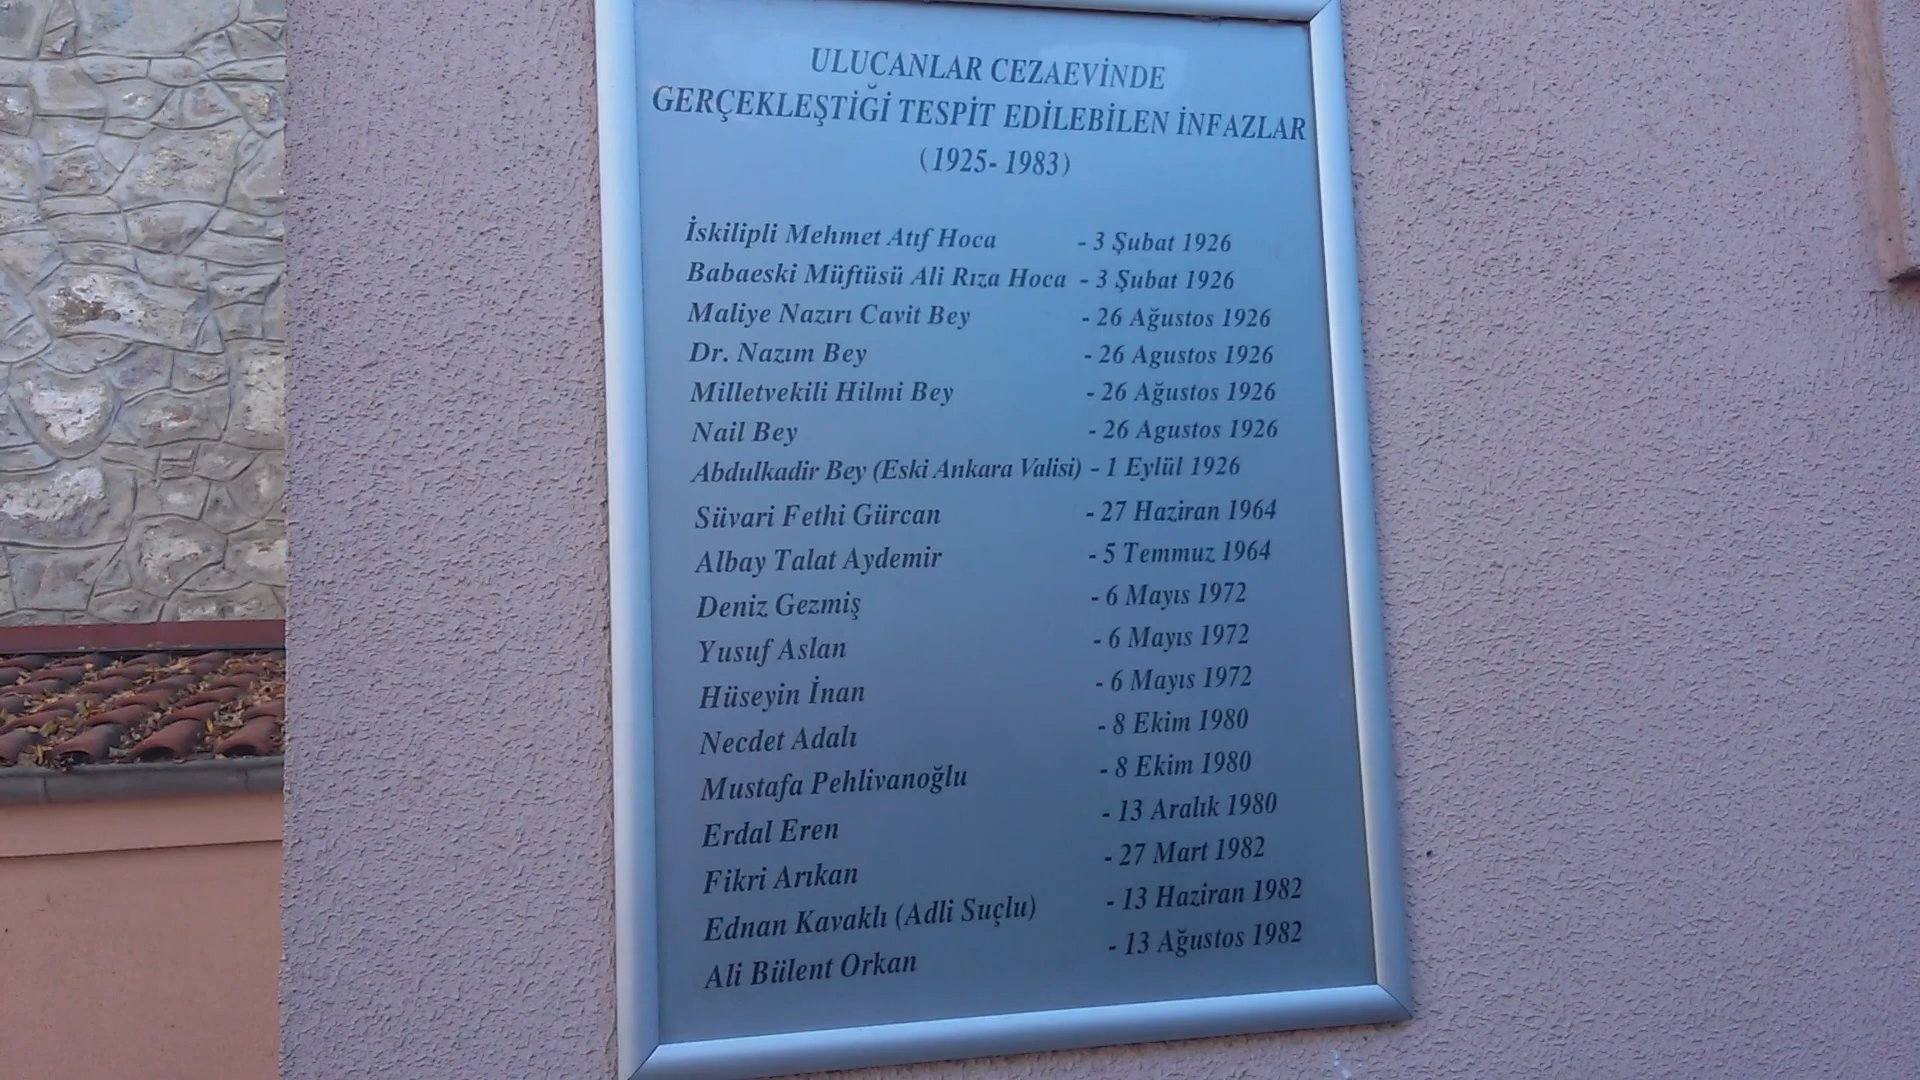 ULUCANLAR CEZAEVİNDE
GERÇEKLEŞTİĞİ TESPİT EDİLEBİLEN İNFAZLAR
(1925- 1983)
İskilipli Mehmet Atıf Hoca - 3 Şubat 1926
Babaeski Müftüsü Ali Rıza Hoca - 3 Şubat 1926
Maliye Nazırı Cavit Bey - 26 Ağustos 1926
Dr. Nazım Bey - 26 Agustos 1926
Milletvekili Hilmi Bey - 26 Ağustos 1926
Nail Bey - 26 Agustos 1926
Abdulkadir Bey (Eski Ankara Valisi) - 1 Eylül 1926
Süvari Fethi Gürcan - 27 Haziran 1964
Albay Talat Aydemir - 5 Temmuz 1964
Deniz Gezmiş - 6 Mayıs 1972
Yusuf Aslan - 6 Mayıs 1972
Hüseyin İnan - 6 Mayıs 1972
Necdet Adalı - 8 Ekim 1980
Mustafa Pehlivanoğlu - 8 Ekim 1980
Erdal Eren - 13 Aralık 1980
Fikri Arıkan - 27 Mart 1982
Ednan Kavaklı (Adli Suçlu) - 13 Haziran 1982
Ali Bülent Orkan - 13 Ağustos 1982